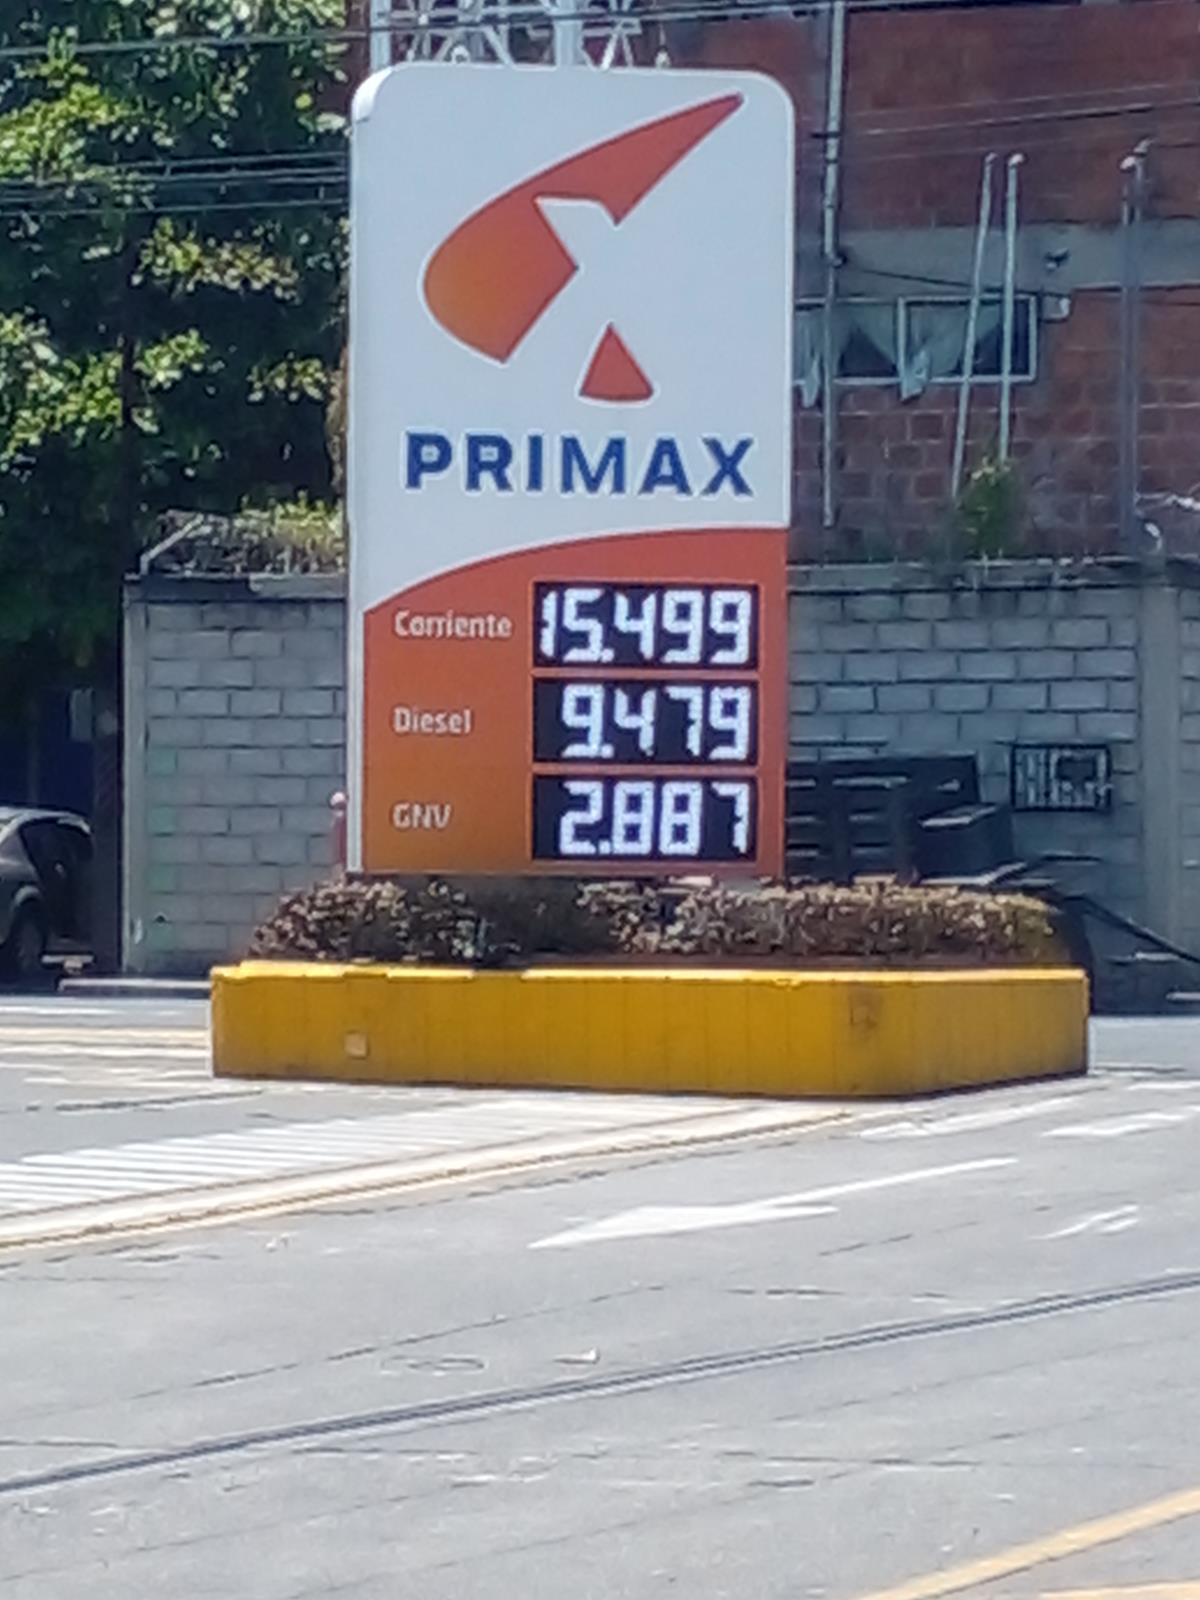 PRIMAX
Corriente 15.499
Diesel 9.479
GNV 2.887